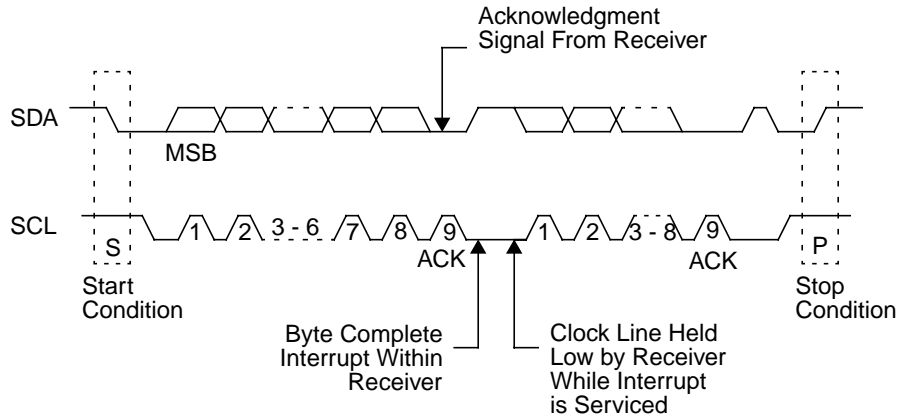 Acknowledgment
Signal From Receiver
SDA
MSB
SCL
S
1
2
3 - 6
7
8
9
1
2
3 - 8
9
P
ACK
ACK
Start
Condition
Stop
Condition
Byte Complete
Interrupt Within
Receiver
Clock Line Held
Low by Receiver
While Interrupt
is Serviced